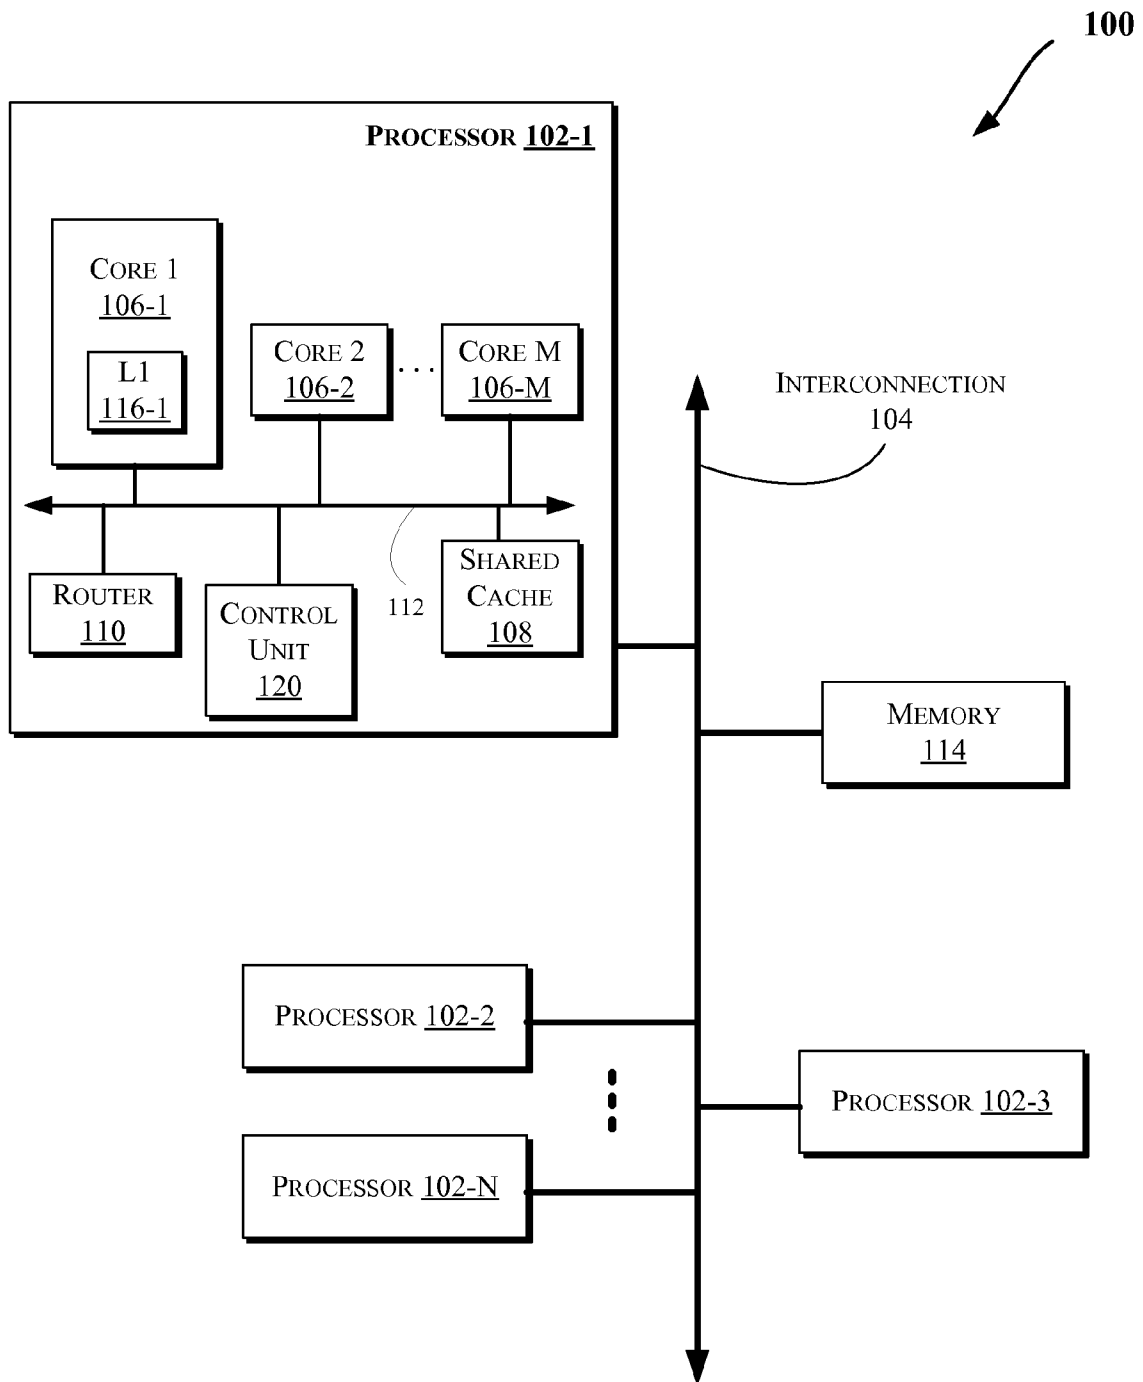 100
PROCESSOR 102-1
CORE 1
106-1
L1
116-1
CORE 2
106-2
. . .
CORE M
106-M
INTERCONNECTION
104
ROUTER
110
CONTROL
UNIT
120
112
SHARED
CACHE
108
MEMORY
114
PROCESSOR 102-2
PROCESSOR 102-3
PROCESSOR 102-N